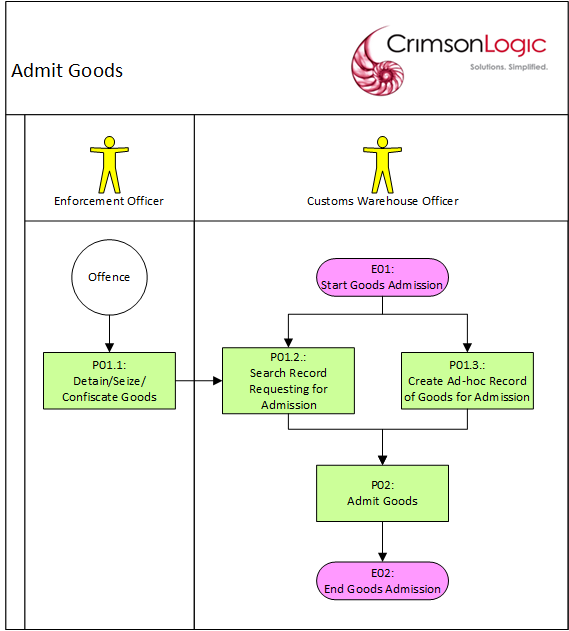 Admit Goods
CrimsonLogic
Solutions. Simplified.
Enforcement Officer
Customs Warehouse Officer
Offence
E01:
Start Goods Admission
P01.1:
Detain/Seize/
Confiscate Goods
P01.2.:
Search Record
Requesting for
Admission
P01.3.:
Create Ad-hoc Record
of Goods for Admission
P02:
Admit Goods
E02:
End Goods Admission